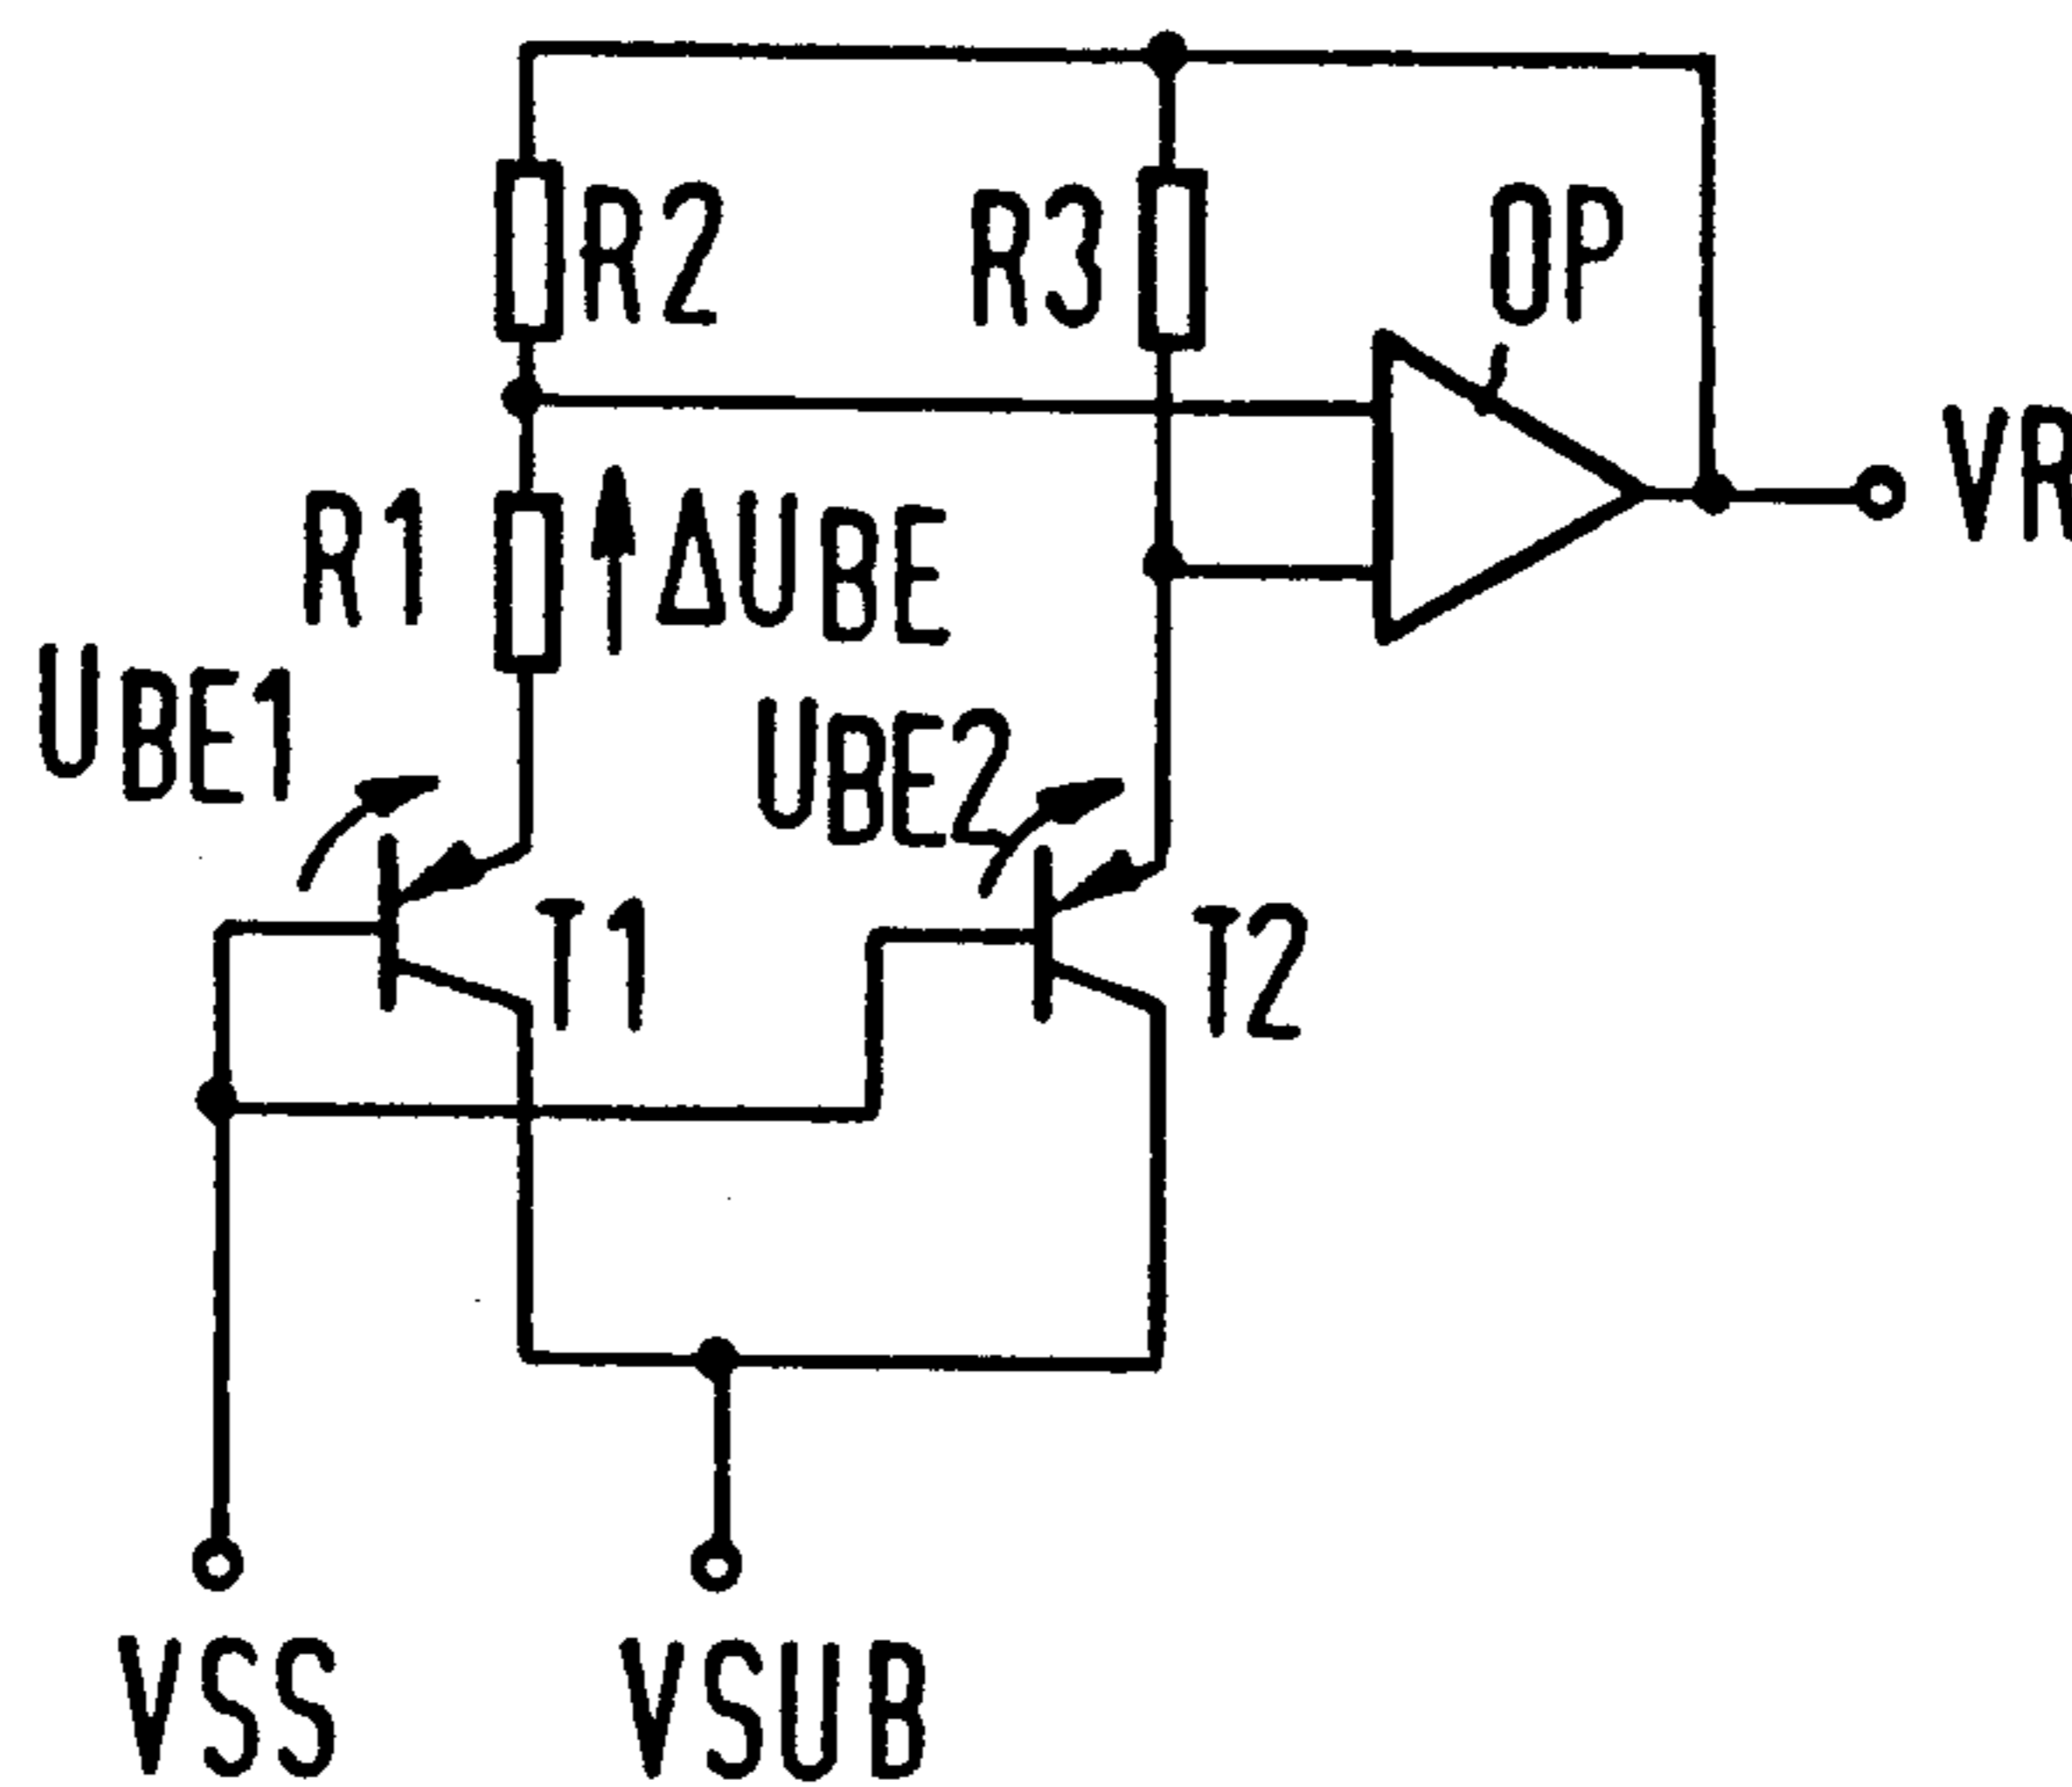 R2
R3
OP
VR
R1
ΔUBE
UBE1
UBE2
T1
T2
VSS
VSUB